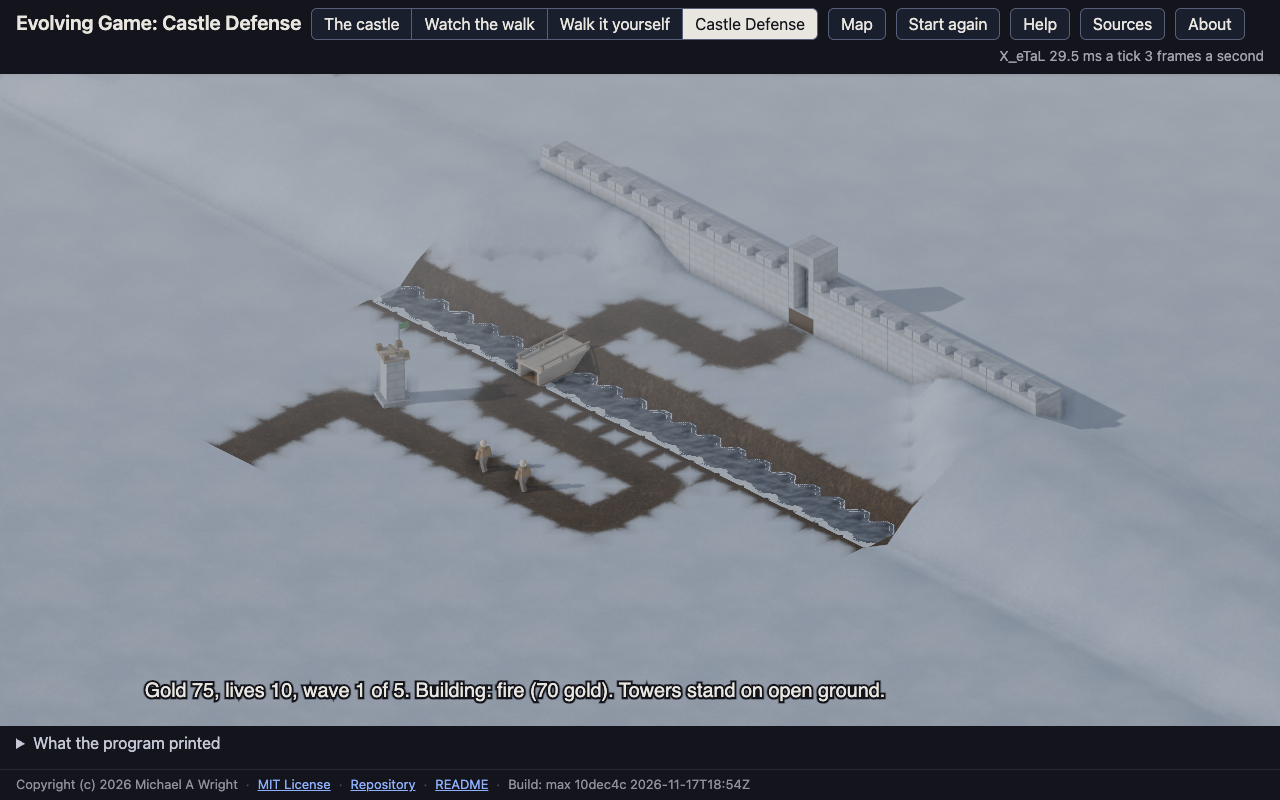 Evolving Game: Castle Defense
The castle
Watch the walk
Walk it yourself
Castle Defense
Map
Start again
Help
Sources
About
X_eTaL 29.5 ms a tick 3 frames a second
Gold 75, lives 10, wave 1 of 5. Building: fire (70 gold). Towers stand on open ground.
▶ What the program printed
Copyright (c) 2026 Michael A Wright · MIT License · Repository · README · Build: max 10dec4c 2026-11-17T18:54Z